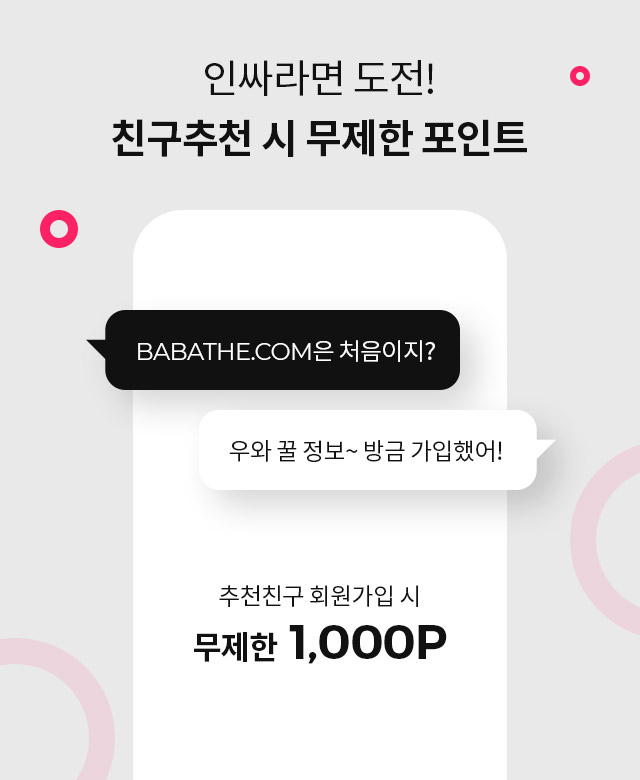 인싸라면 도전!
친구추천 시 무제한 포인트
BABATHE.COM은 처음이지?
우와 꿀 정보~ 방금 가입했어!
추천친구 회원가입 시
무제한 1,000P